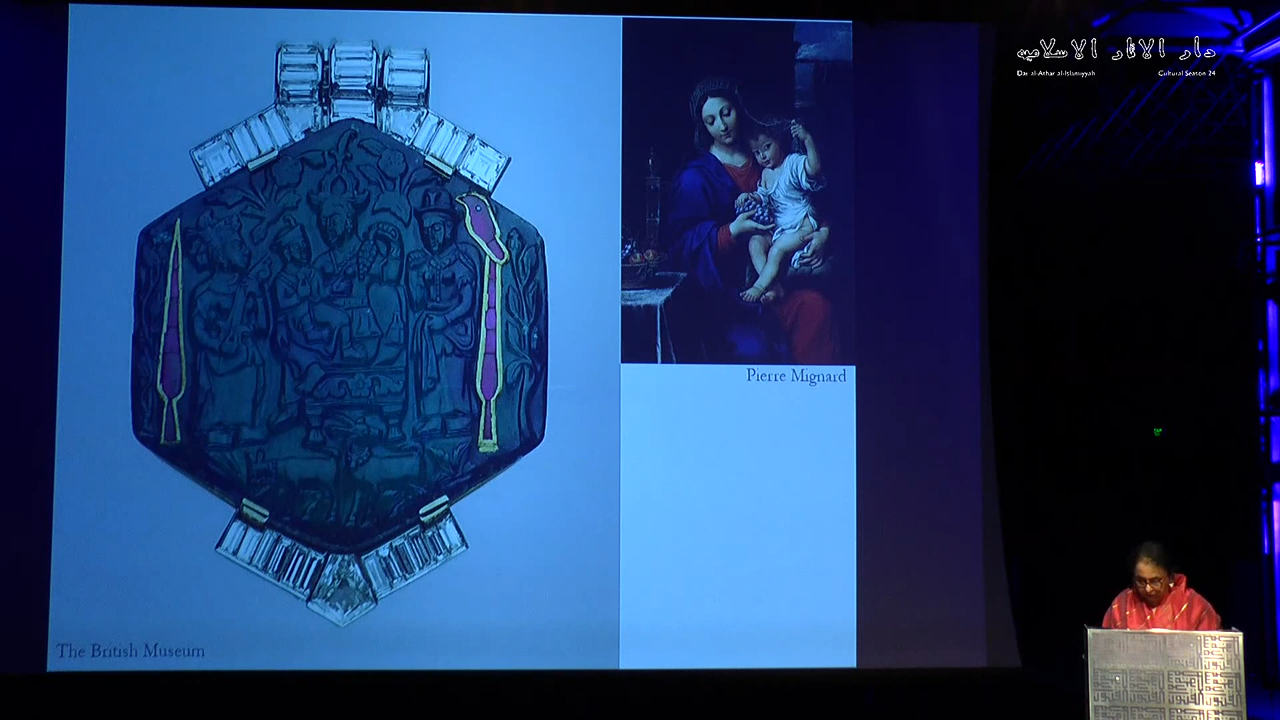 دار الآثار الإسلامية
Dar al-Athar al-Islamiyyah Cultural Season 24
Pierre Mignard
The British Museum